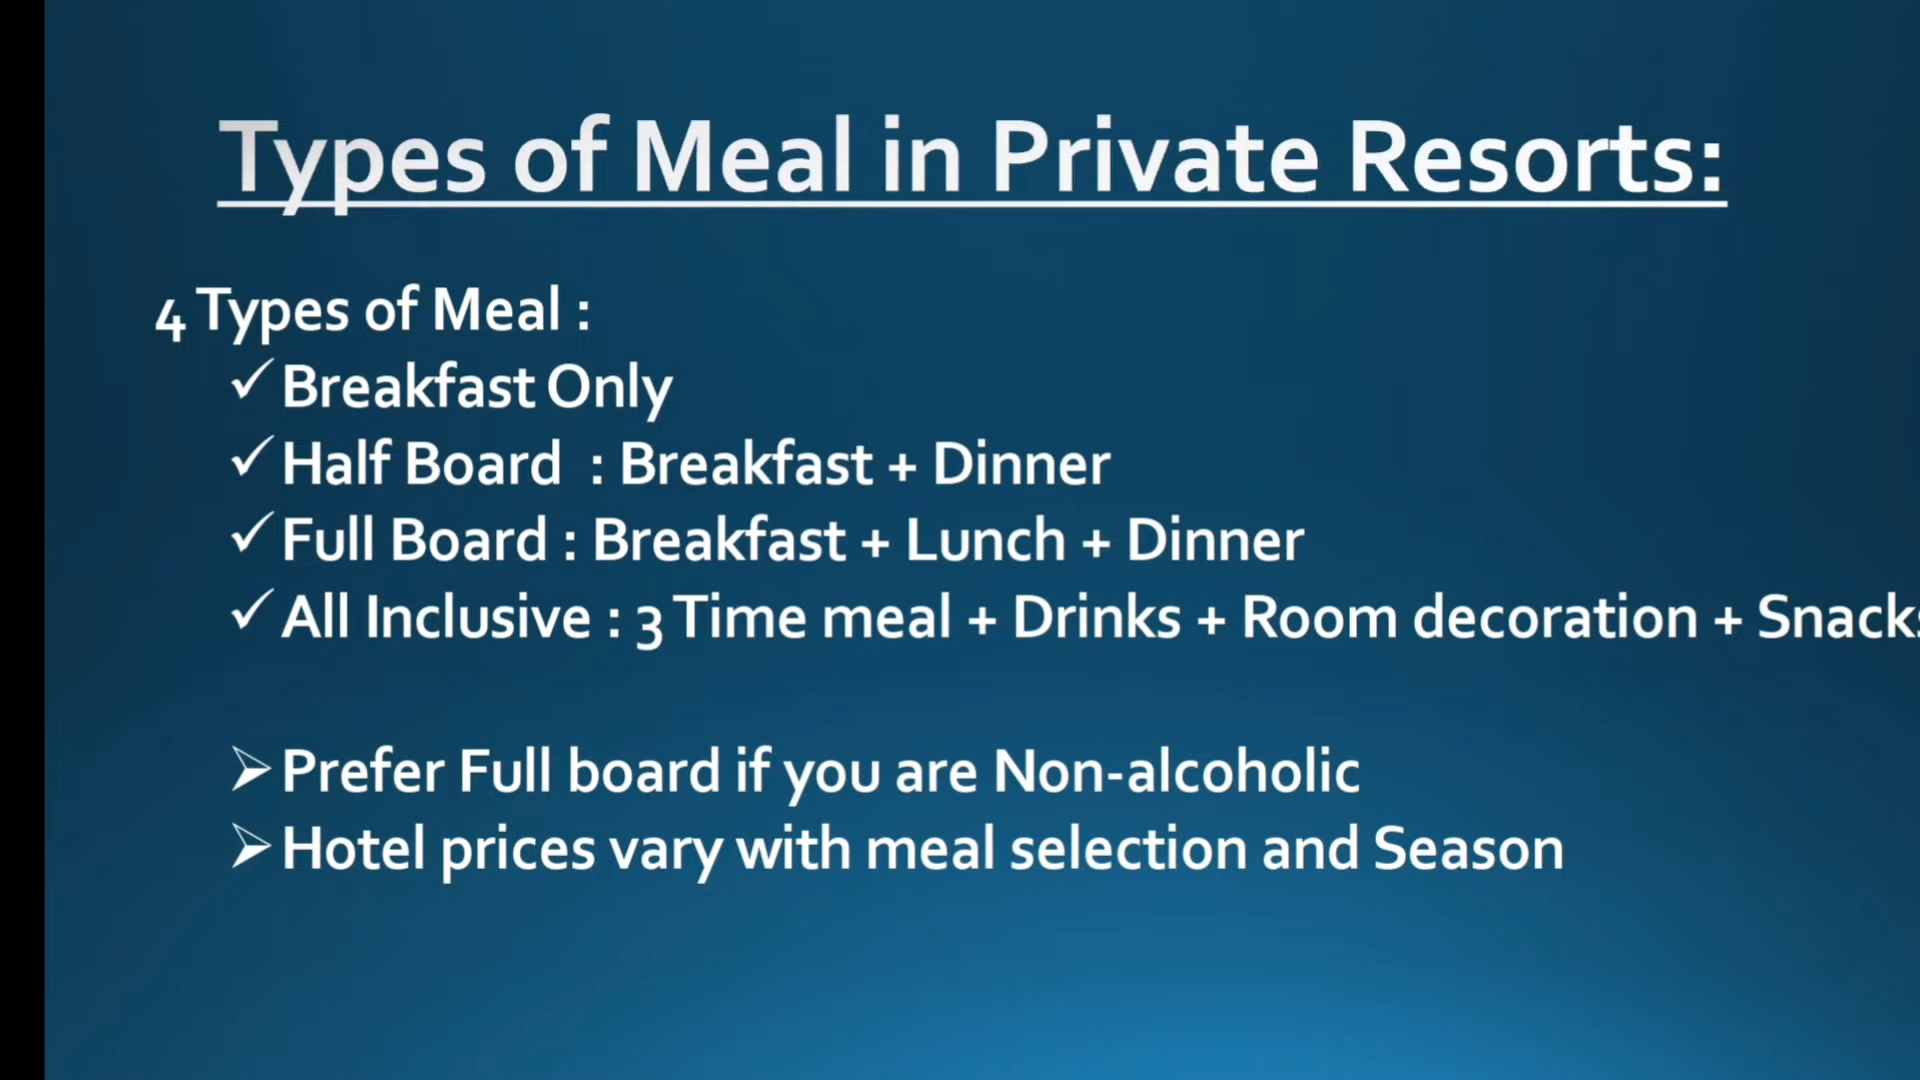 Types of Meal in Private Resorts:
4 Types of Meal :
✓ Breakfast Only
✓ Half Board : Breakfast + Dinner
✓ Full Board : Breakfast + Lunch + Dinner
✓ All Inclusive : 3 Time meal + Drinks + Room decoration + Snacks
➢ Prefer Full board if you are Non-alcoholic
➢ Hotel prices vary with meal selection and Season